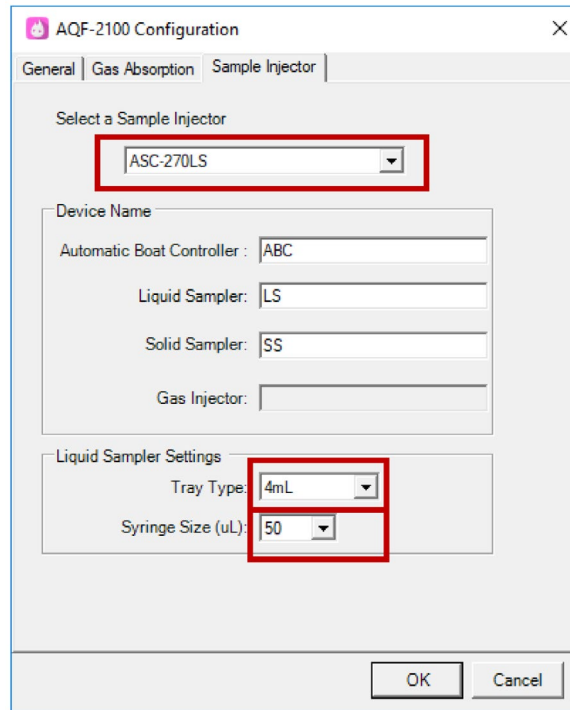 AQF-2100 Configuration
General Gas Absorption Sample Injector
Select a Sample Injector
ASC-270LS
Device Name
Automatic Boat Controller : ABC
Liquid Sampler: LS
Solid Sampler: SS
Gas Injector:
Liquid Sampler Settings
Tray Type: 4mL
Syringe Size (uL): 50
OK Cancel